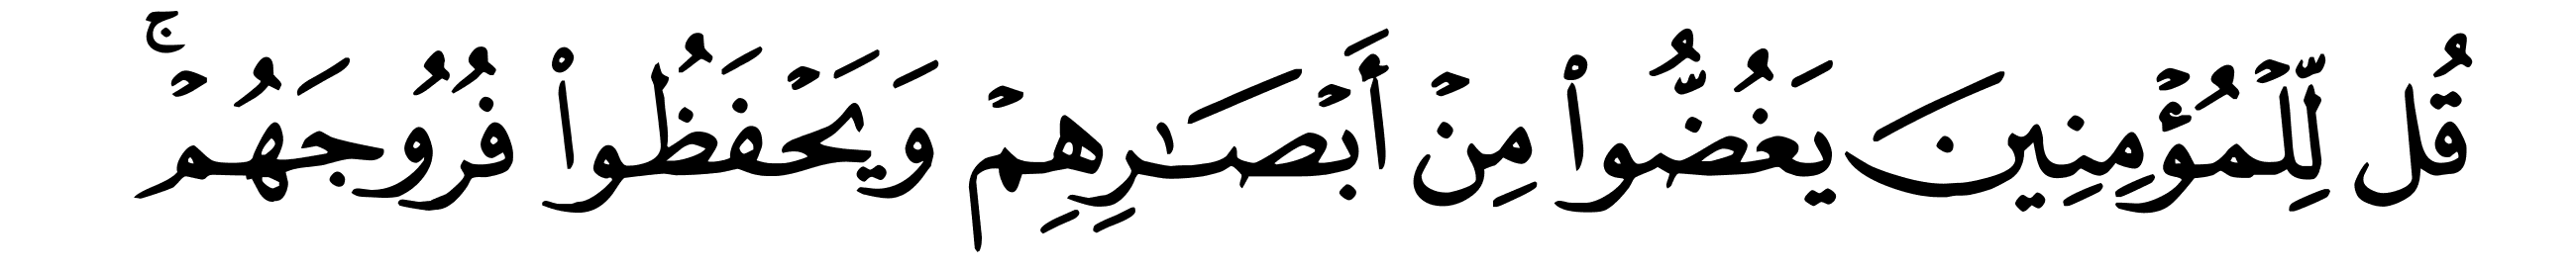 قُل لِّلْمُؤْمِنِينَ يَغُضُّواْ مِنْ أَبْصَٰرِهِمْ وَيَحْفَظُواْ فُرُوجَهُمْ ۚ